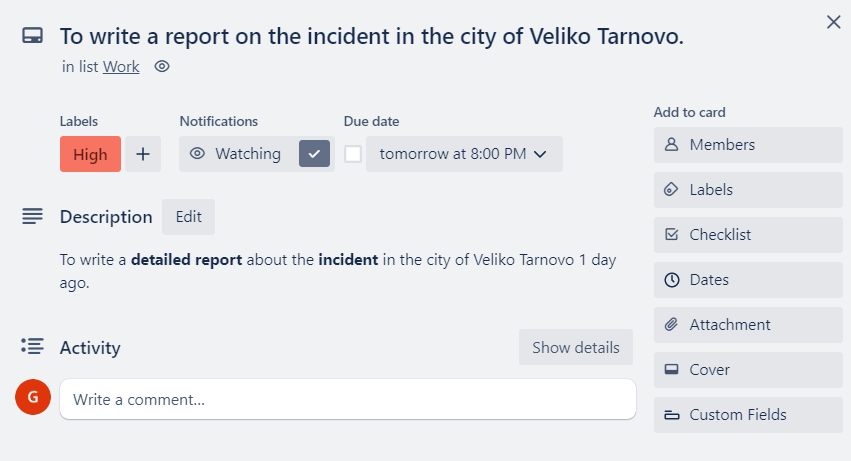 To write a report on the incident in the city of Veliko Tarnovo.
in list Work
Labels
Notifications
Due date
High
Watching
tomorrow at 8:00 PM
Description
Edit
To write a detailed report about the incident in the city of Veliko Tarnovo 1 day
ago.
Activity
Show details
G
Write a comment...
Add to card
Members
Labels
Checklist
Dates
Attachment
Cover
Custom Fields